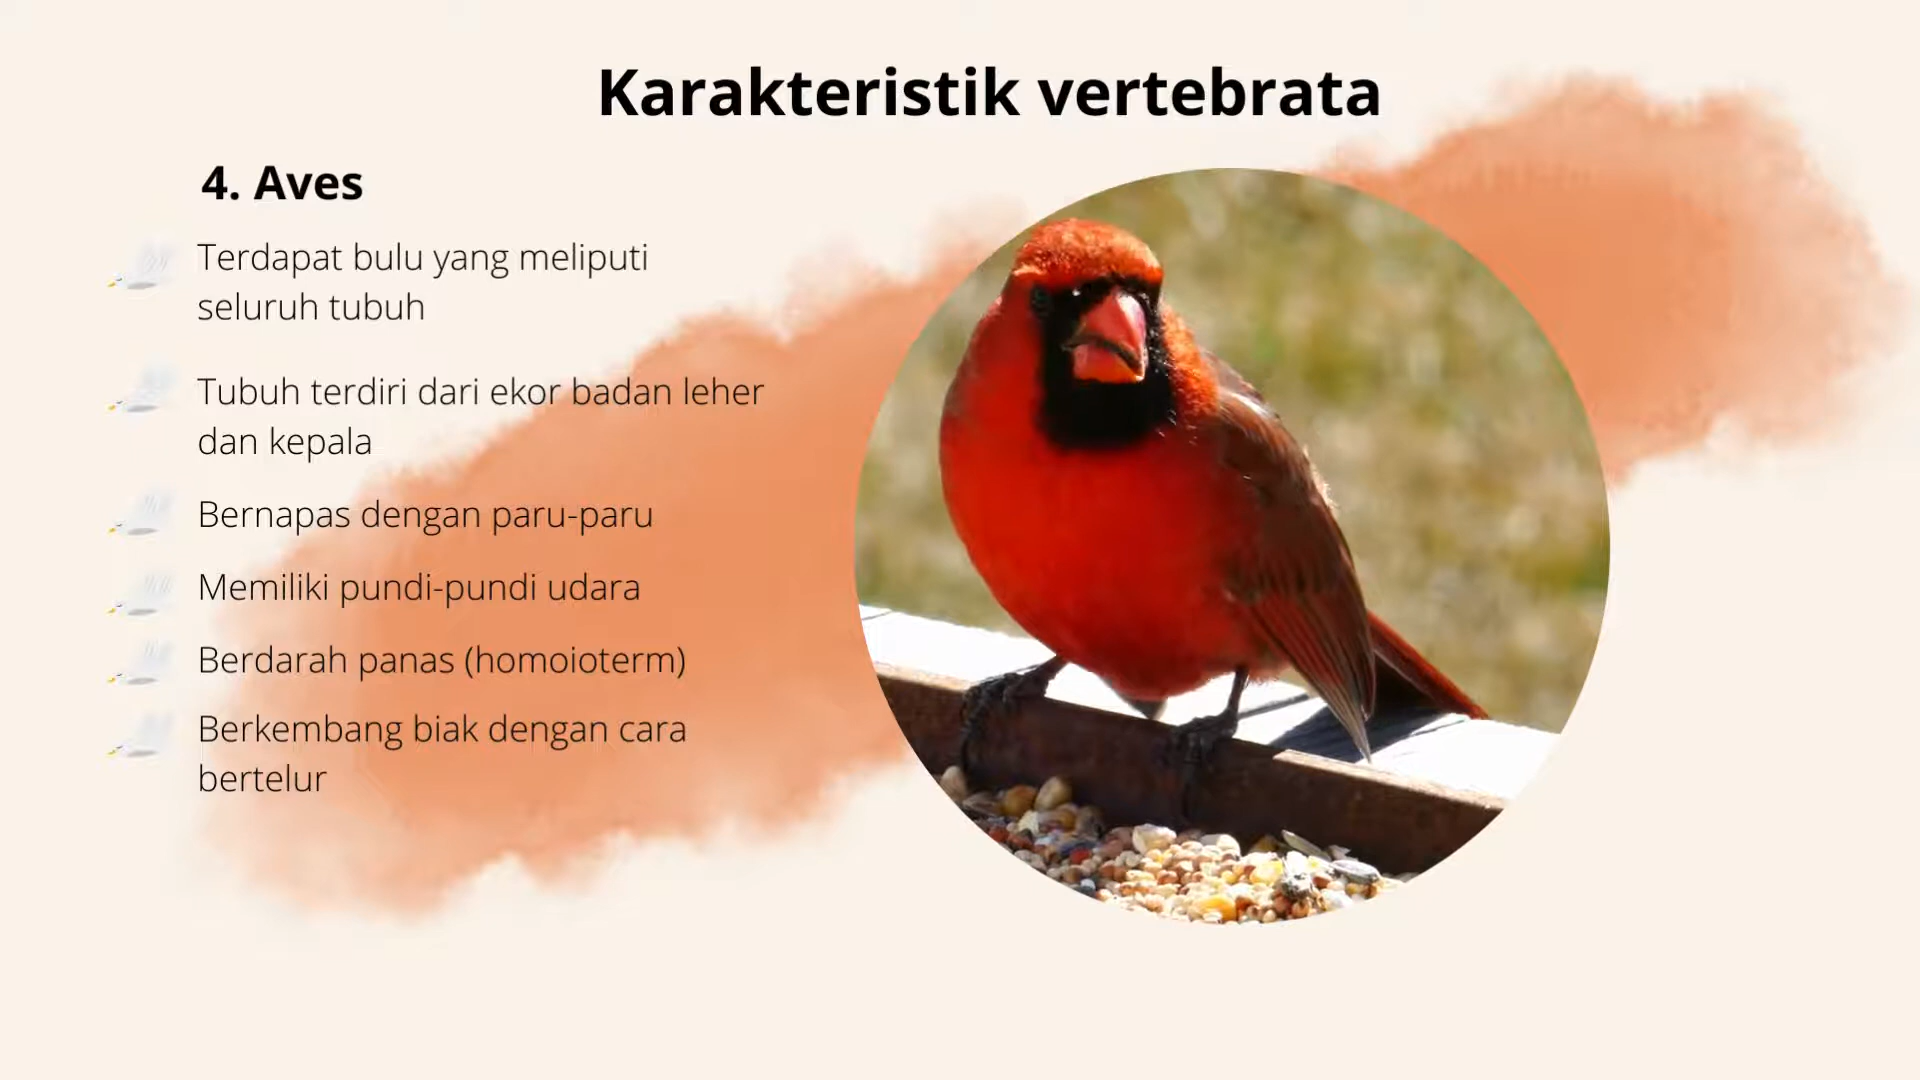 Karakteristik vertebrata
4. Aves
Terdapat bulu yang meliputi
seluruh tubuh
Tubuh terdiri dari ekor badan leher
dan kepala
Bernapas dengan paru-paru
Memiliki pundi-pundi udara
Berdarah panas (homoioterm)
Berkembang biak dengan cara
bertelur